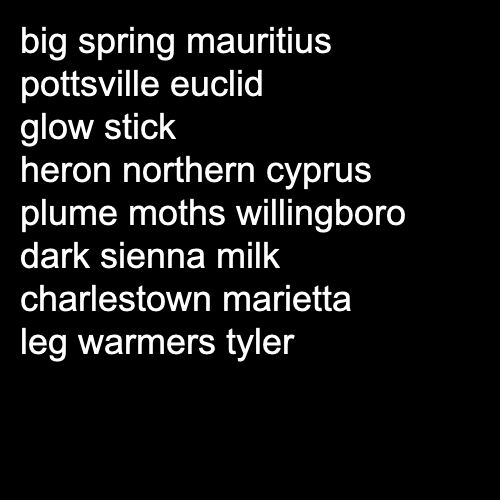 big spring mauritius
pottsville euclid
glow stick
heron northern cyprus
plume moths willingboro
dark sienna milk
charlestown marietta
leg warmers tyler